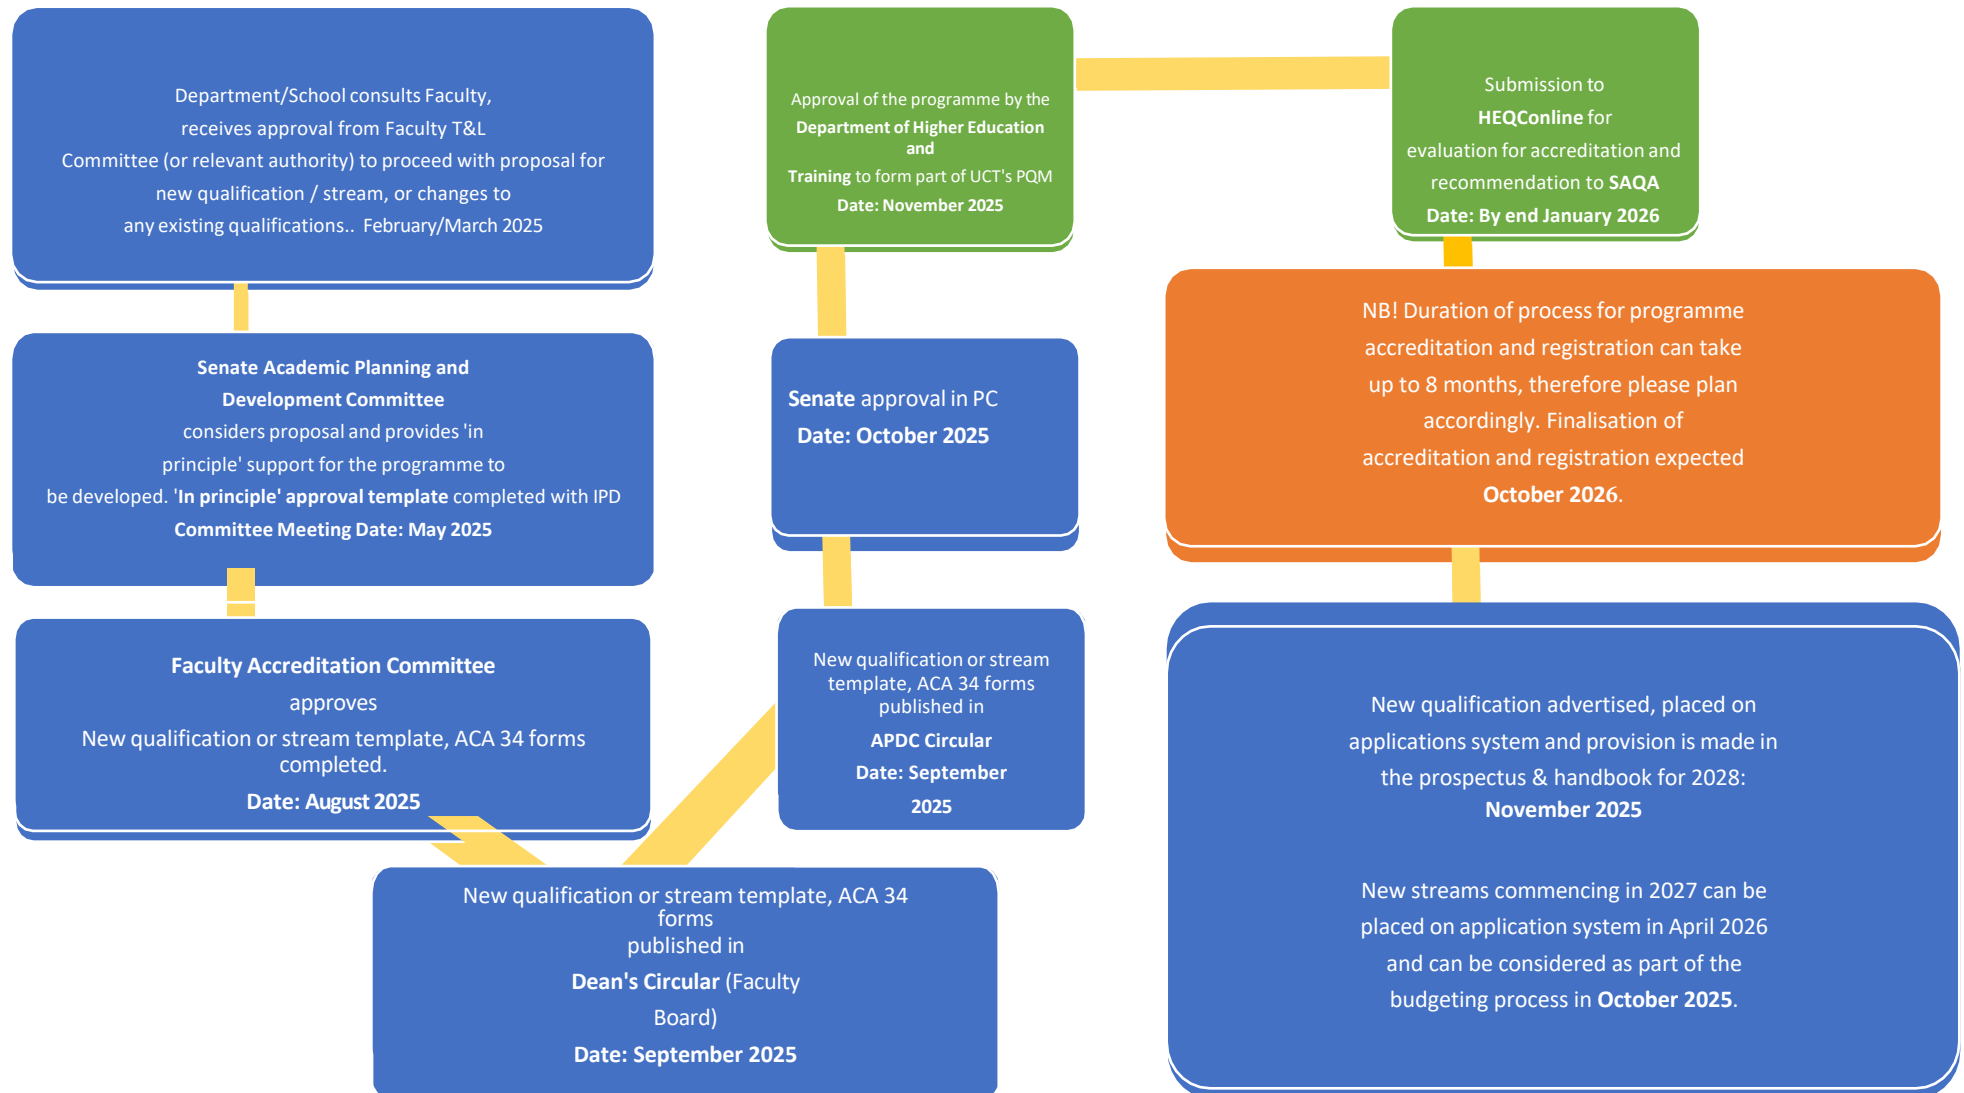 Department/School consults Faculty,
receives approval from Faculty T&L
Committee (or relevant authority) to proceed with proposal for
new qualification / stream, or changes to
any existing qualifications.. February/March 2025
Senate Academic Planning and
Development Committee
considers proposal and provides 'in
principle' support for the programme to
be developed. 'In principle' approval template completed with IPD
Committee Meeting Date: May 2025
Faculty Accreditation Committee
approves
New qualification or stream template, ACA 34 forms
completed.
Date: August 2025
New qualification or stream template, ACA 34
forms
published in
Dean's Circular (Faculty
Board)
Date: September 2025
New qualification or stream
template, ACA 34 forms
published in
APDC Circular
Date: September
2025
Senate approval in PC
Date: October 2025
Approval of the programme by the
Department of Higher Education
and
Training to form part of UCT's PQM
Date: November 2025
Submission to
HEQConline for
evaluation for accreditation and
recommendation to SAQA
Date: By end January 2026
NB! Duration of process for programme
accreditation and registration can take
up to 8 months, therefore please plan
accordingly. Finalisation of
accreditation and registration expected
October 2026.
New qualification advertised, placed on
applications system and provision is made in
the prospectus & handbook for 2028:
November 2025
New streams commencing in 2027 can be
placed on application system in April 2026
and can be considered as part of the
budgeting process in October 2025.